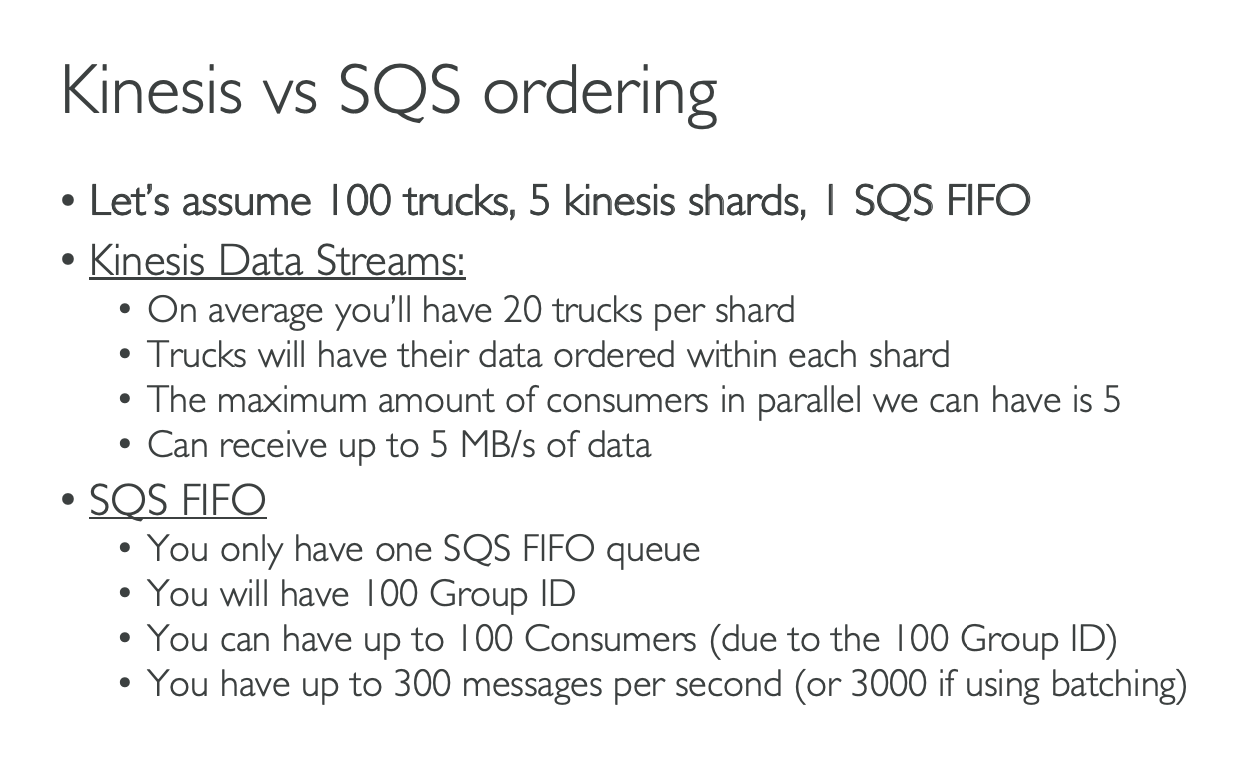 Kinesis vs SQS ordering
• Let's assume 100 trucks, 5 kinesis shards, 1 SQS FIFO
• Kinesis Data Streams:
• On average you'll have 20 trucks per shard
• Trucks will have their data ordered within each shard
• The maximum amount of consumers in parallel we can have is 5
• Can receive up to 5 MB/s of data
• SQS FIFO
• You only have one SQS FIFO queue
• You will have 100 Group ID
• You can have up to 100 Consumers (due to the 100 Group ID)
• You have up to 300 messages per second (or 3000 if using batching)